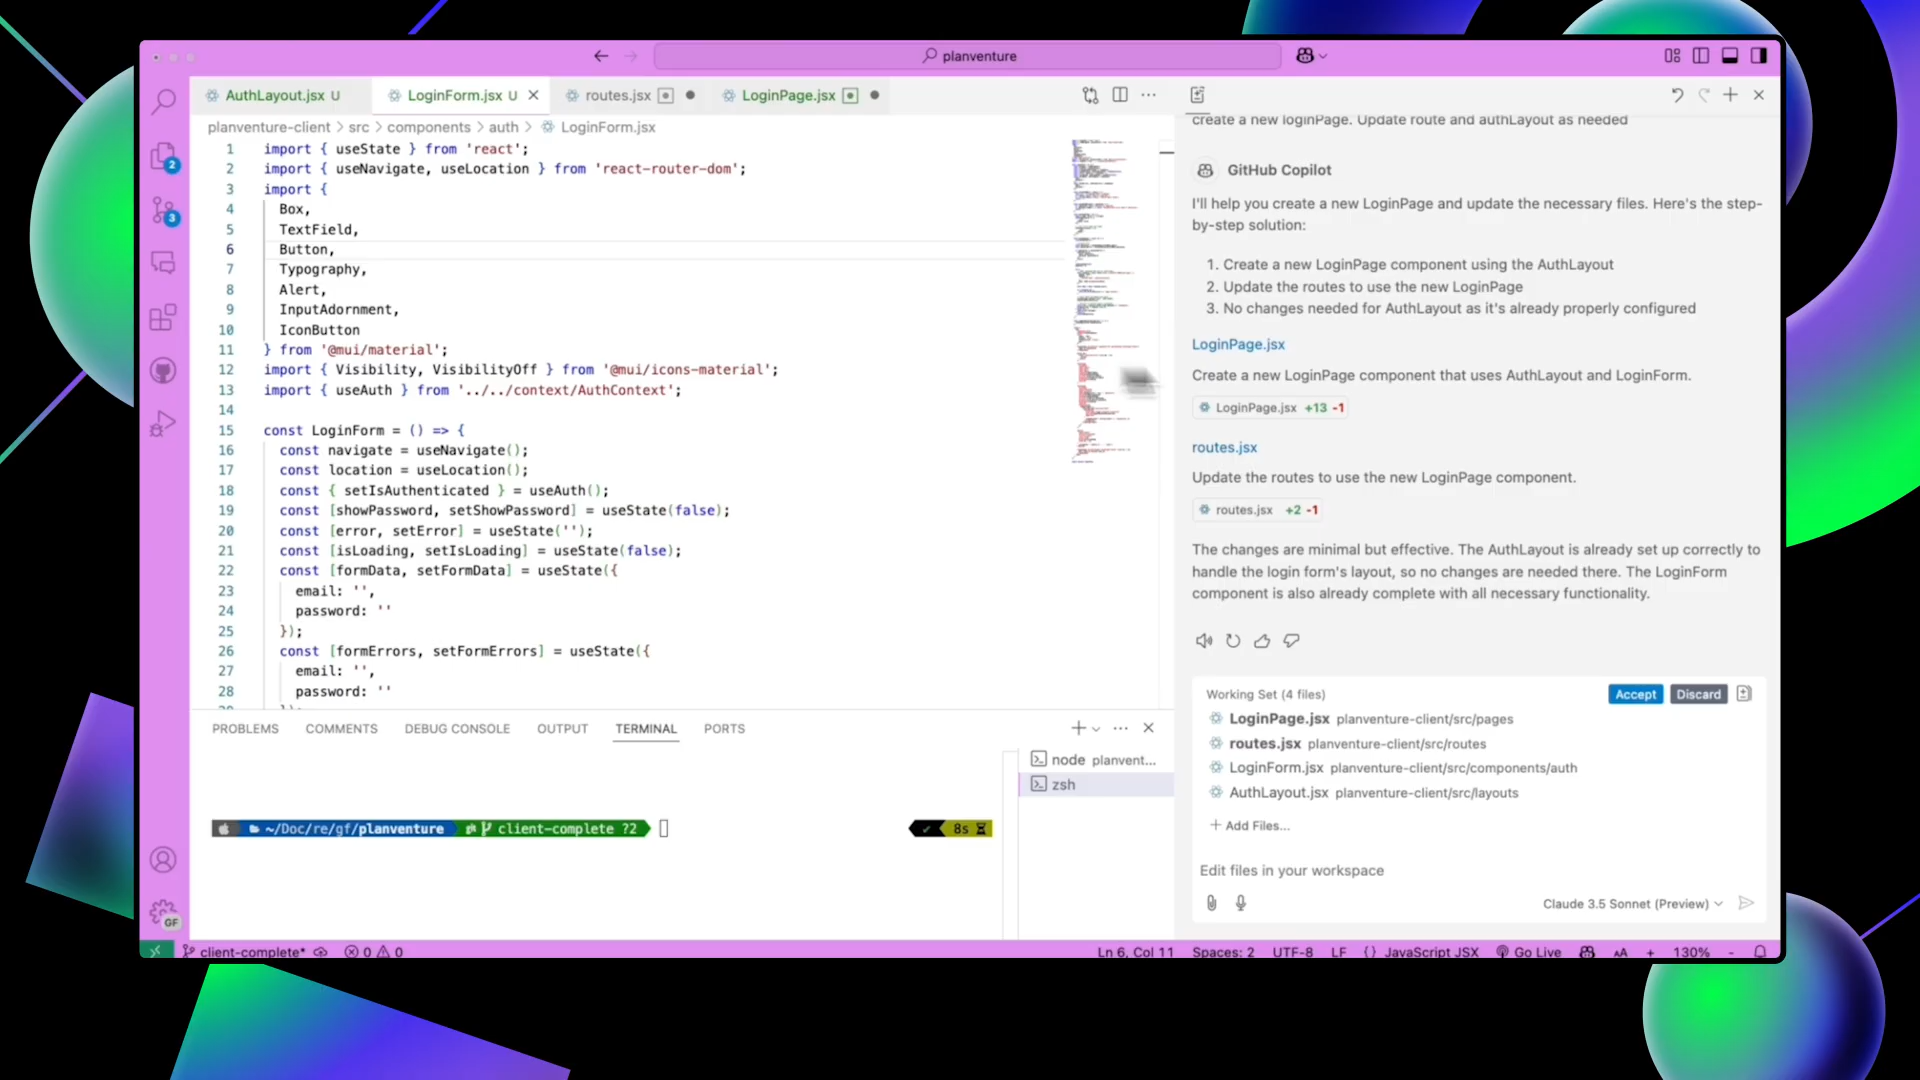 planventure
AuthLayout.jsx U
LoginForm.jsx U
routes.jsx
LoginPage.jsx
planventure-client > src > components > auth > LoginForm.jsx
1 import { useState } from 'react';
2 import { useNavigate, useLocation } from 'react-router-dom';
3 import {
4 Box,
5 TextField,
6 Button,
7 Typography,
8 Alert,
9 InputAdornment,
10 IconButton
11 } from '@mui/material';
12 import { Visibility, VisibilityOff } from '@mui/icons-material';
13 import { useAuth } from '../../context/AuthContext';
14
15 const LoginForm = () => {
16 const navigate = useNavigate();
17 const location = useLocation();
18 const { setIsAuthenticated } = useAuth();
19 const [showPassword, setShowPassword] = useState(false);
20 const [error, setError] = useState('');
21 const [isLoading, setIsLoading] = useState(false);
22 const [formData, setFormData] = useState({
23 email: '',
24 password: ''
25 });
26 const [formErrors, setFormErrors] = useState({
27 email: '',
28 password: ''
2
3
PROBLEMS COMMENTS DEBUG CONSOLE OUTPUT TERMINAL PORTS
node planvent...
zsh
~/Doc/re/gf/planventure client-complete ?2
8s
create a new loginPage. Update route and authLayout as needed
GitHub Copilot
I'll help you create a new LoginPage and update the necessary files. Here's the step-
by-step solution:
1. Create a new LoginPage component using the AuthLayout
2. Update the routes to use the new LoginPage
3. No changes needed for AuthLayout as it's already properly configured
LoginPage.jsx
Create a new LoginPage component that uses AuthLayout and LoginForm.
LoginPage.jsx +13 -1
routes.jsx
Update the routes to use the new LoginPage component.
routes.jsx +2 -1
The changes are minimal but effective. The AuthLayout is already set up correctly to
handle the login form's layout, so no changes are needed there. The LoginForm
component is also already complete with all necessary functionality.
Working Set (4 files)
Accept Discard
LoginPage.jsx planventure-client/src/pages
routes.jsx planventure-client/src/routes
LoginForm.jsx planventure-client/src/components/auth
AuthLayout.jsx planventure-client/src/layouts
+ Add Files...
Edit files in your workspace
Claude 3.5 Sonnet (Preview)
GF
client-complete* 0 0
Ln 6, Col 11 Spaces: 2 UTF-8 LF {} JavaScript JSX Go Live AA + 130% -